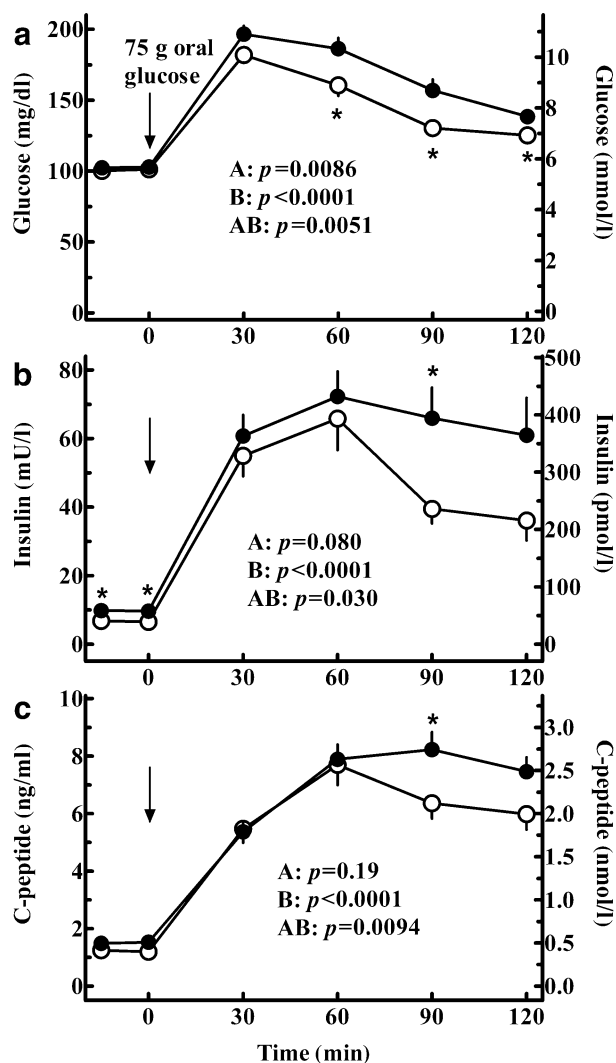 a
200
150
100
50
0
Glucose (mg/dl)
75 g oral
glucose
*
*
*
A: p=0.0086
B: p<0.0001
AB: p=0.0051
10
8
6
4
2
0
Glucose (mmol/l)
0 30 60 90 120
b
80
60
40
20
0
Insulin (mU/l)
* *
*
A: p=0.080
B: p<0.0001
AB: p=0.030
500
400
300
200
100
0
Insulin (pmol/l)
0 30 60 90 120
c
10
8
6
4
2
0
C-peptide (ng/ml)
*
A: p=0.19
B: p<0.0001
AB: p=0.0094
3.0
2.5
2.0
1.5
1.0
0.5
0.0
C-peptide (nmol/l)
0 30 60 90 120
Time (min)